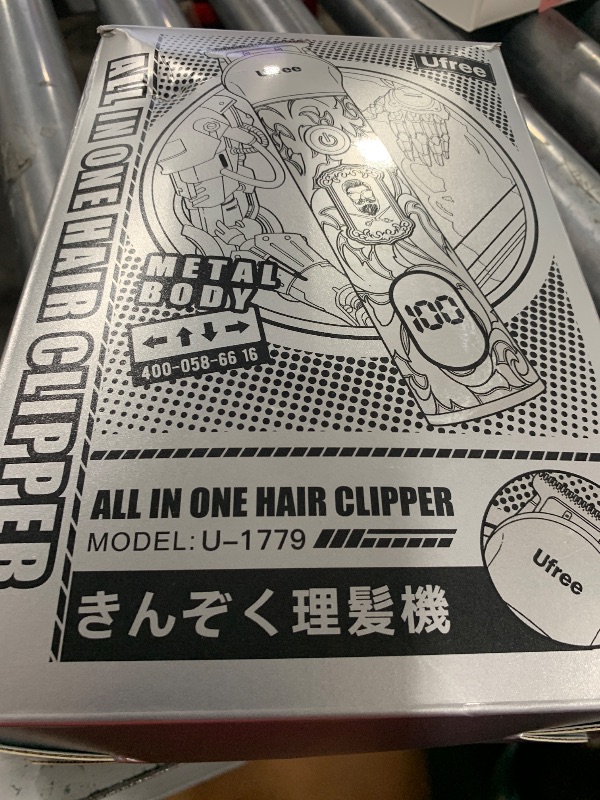 ALL IN ONE HAIR CLIPPER
Ufree
Ufree
METAL
BODY
← ↑ ↓ →
400-058-66 16
100
ALL IN ONE HAIR CLIPPER
MODEL: U-1779
Ufree
きんぞく理髪機